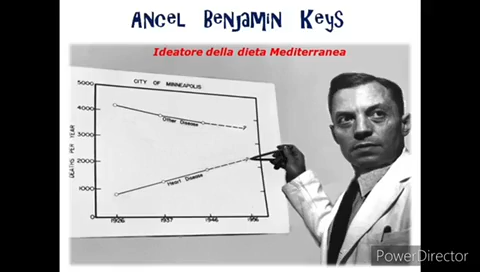 Ancel Benjamin Keys
Ideatore della dieta Mediterranea
CITY OF MINNEAPOLIS
5000
4000
3000
2000
1000
0
DEATHS PER YEAR
Other Disease
?
Heart Disease
1926
1937
1946
1956
PowerDirector